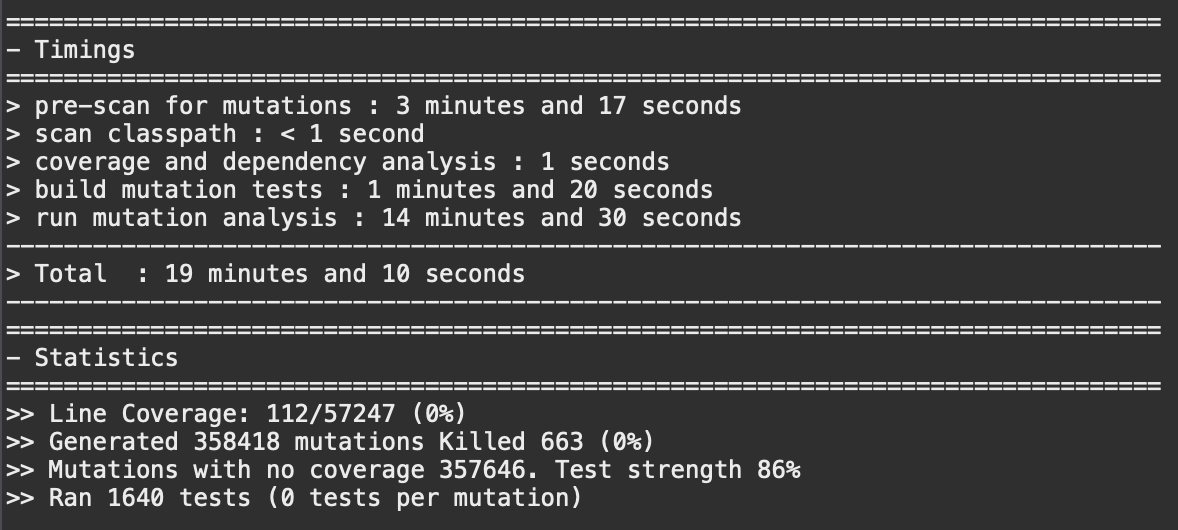 ================================================================================
- Timings
================================================================================
> pre-scan for mutations : 3 minutes and 17 seconds
> scan classpath : < 1 second
> coverage and dependency analysis : 1 seconds
> build mutation tests : 1 minutes and 20 seconds
> run mutation analysis : 14 minutes and 30 seconds
--------------------------------------------------------------------------------
> Total  : 19 minutes and 10 seconds
--------------------------------------------------------------------------------
================================================================================
- Statistics
================================================================================
>> Line Coverage: 112/57247 (0%)
>> Generated 358418 mutations Killed 663 (0%)
>> Mutations with no coverage 357646. Test strength 86%
>> Ran 1640 tests (0 tests per mutation)